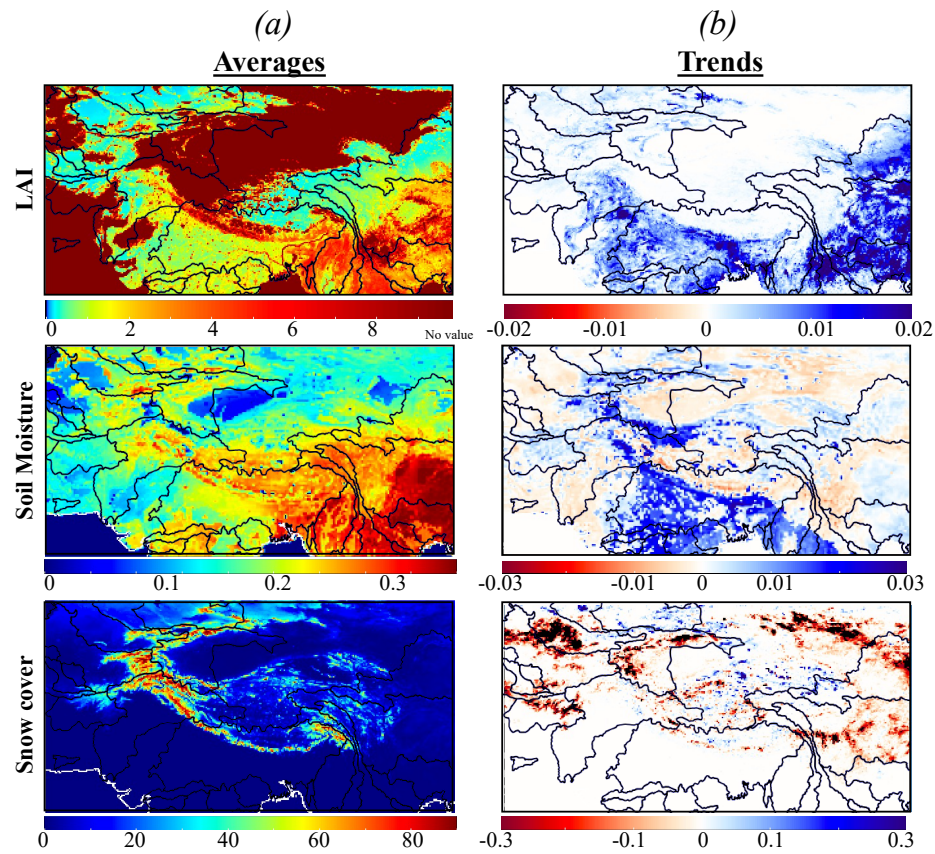 (a) (b)
Averages Trends
LAI
0 2 4 6 8 No value
-0.02 -0.01 0 0.01 0.02
Soil Moisture
0 0.1 0.2 0.3
-0.03 -0.01 0 0.01 0.03
Snow cover
0 20 40 60 80
-0.3 -0.1 0 0.1 0.3